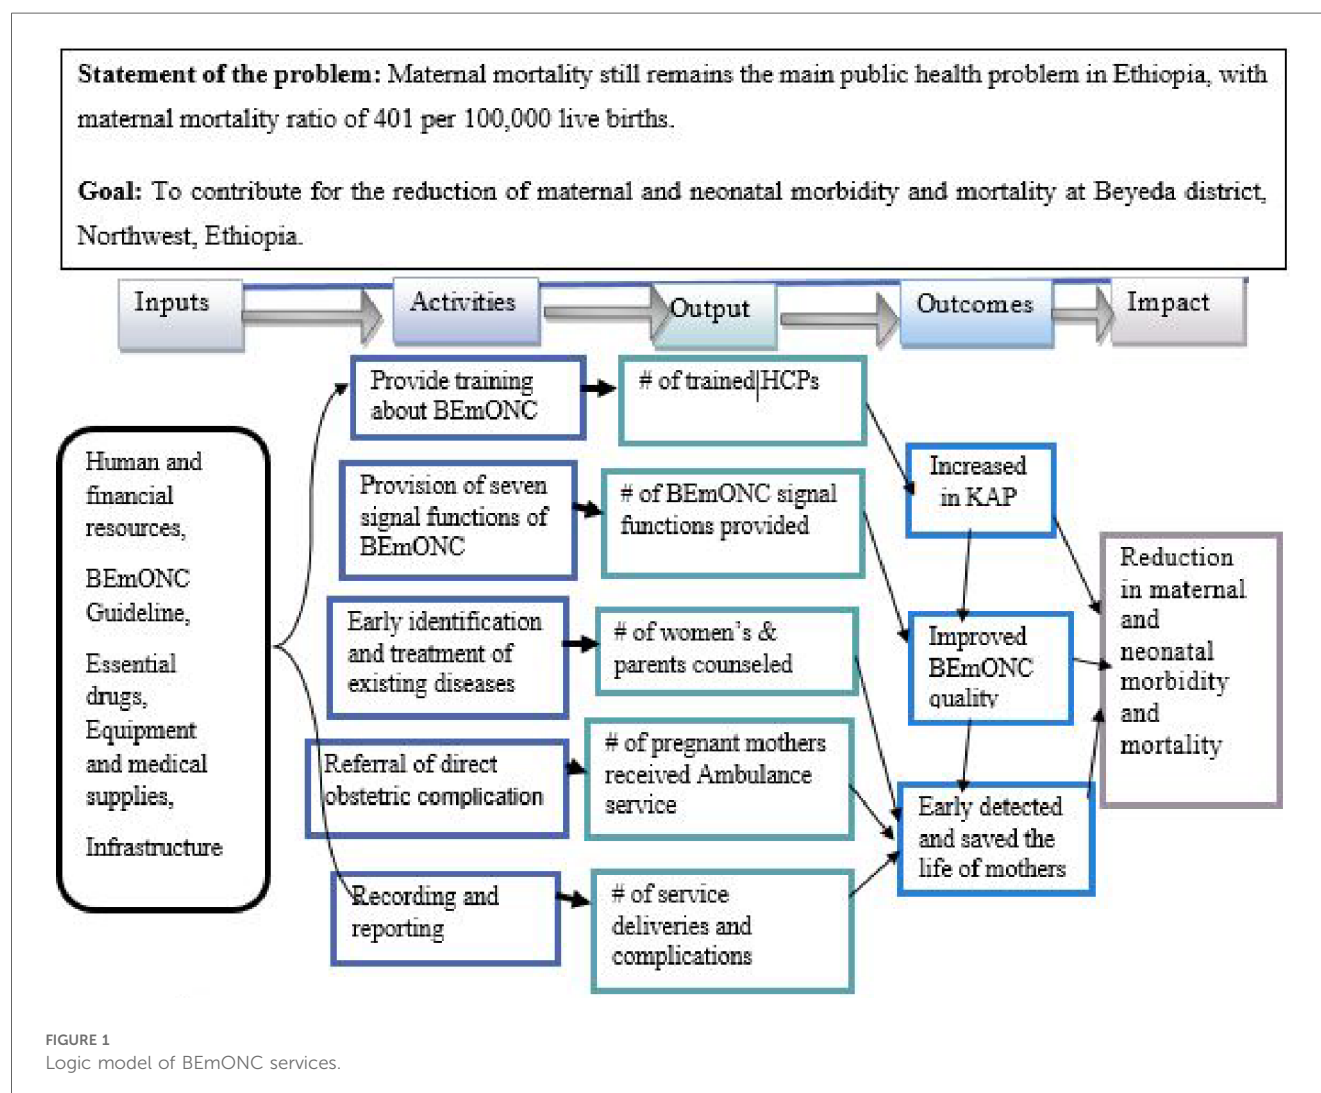 Statement of the problem: Maternal mortality still remains the main public health problem in Ethiopia, with
maternal mortality ratio of 401 per 100,000 live births.
Goal: To contribute for the reduction of maternal and neonatal morbidity and mortality at Beyeda district,
Northwest, Ethiopia.
Inputs
Activities
Output
Outcomes
Impact
Human and
financial
resources,
BEmONC
Guideline,
Essential
drugs,
Equipment
and medical
supplies,
Infrastructure
Provide training
about BEmONC
Provision of seven
signal functions of
BEmONC
Early identification
and treatment of
existing diseases
Referral of direct
obstetric complication
Recording and
reporting
# of trained HCPs
# of BEmONC signal
functions provided
# of women's &
parents counseled
# of pregnant mothers
received Ambulance
service
# of service
deliveries and
complications
Increased
in KAP
Improved
BEmONC
quality
Early detected
and saved the
life of mothers
Reduction
in maternal
and
neonatal
morbidity
and
mortality
FIGURE 1
Logic model of BEmONC services.